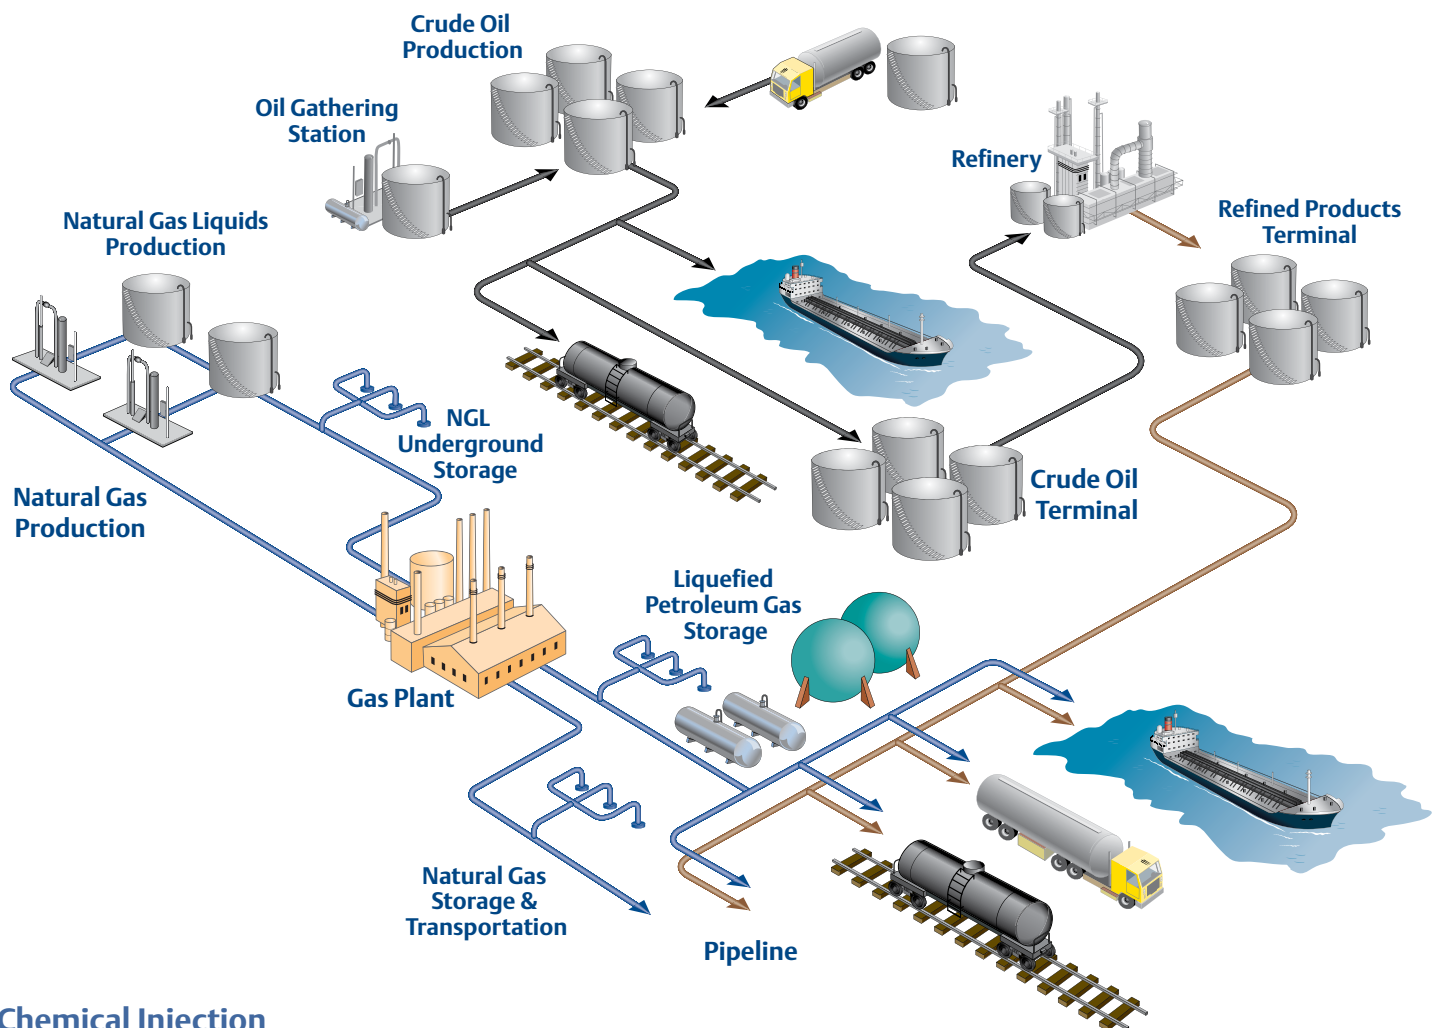 Crude Oil
Production
Oil Gathering
Station
Refinery
Natural Gas Liquids
Production
Refined Products
Terminal
NGL
Underground
Storage
Crude Oil
Terminal
Natural Gas
Production
Liquefied
Petroleum Gas
Storage
Gas Plant
Natural Gas
Storage &
Transportation
Pipeline
Chemical Injection